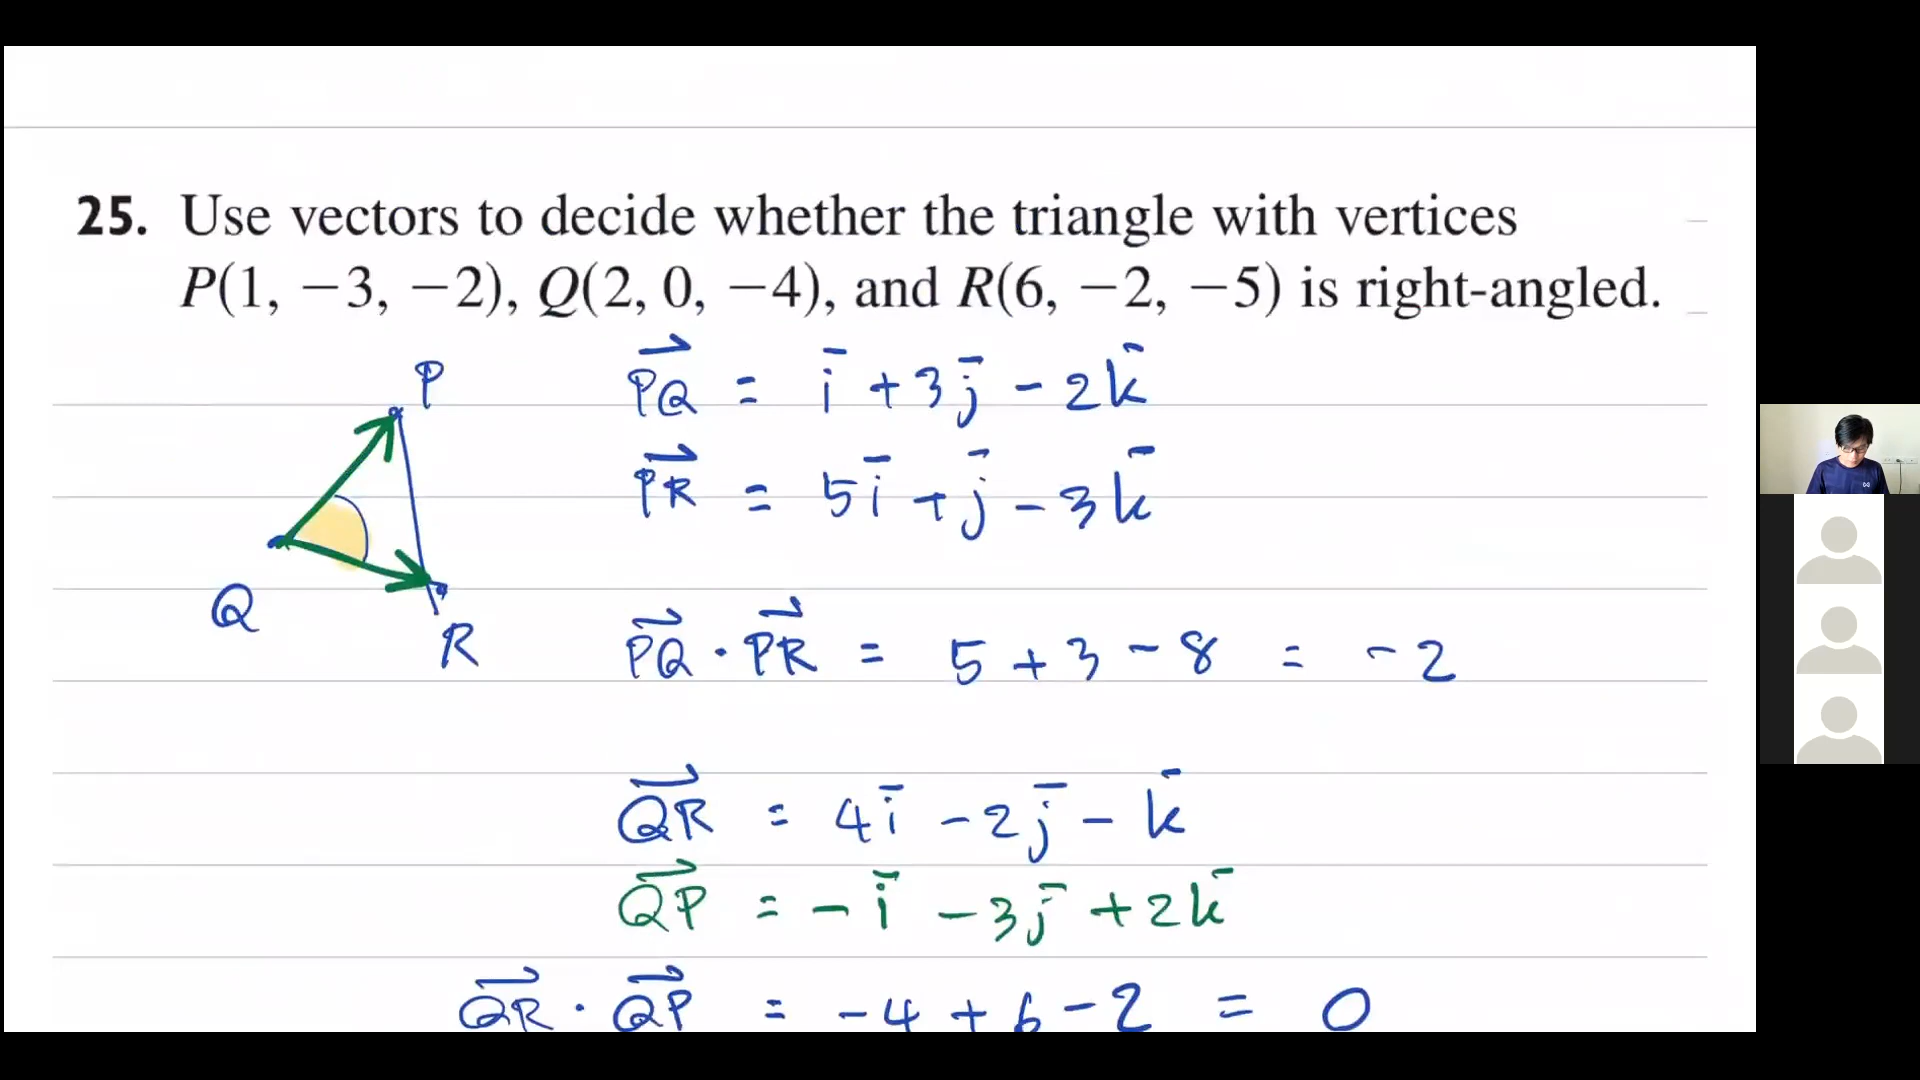 25. Use vectors to decide whether the triangle with vertices
P(1, −3, −2), Q(2, 0, −4), and R(6, −2, −5) is right-angled.
P
Q
R
PQ⃗ = i̅ + 3j̅ - 2k̅
PR⃗ = 5i̅ + j̅ - 3k̅
PQ⃗ · PR⃗ = 5 + 3 - 8 = -2
QR⃗ = 4i̅ - 2j̅ - k̅
QP⃗ = - i̅ - 3j̅ + 2k̅
QR⃗ · QP⃗ = -4 + 6 - 2 = 0